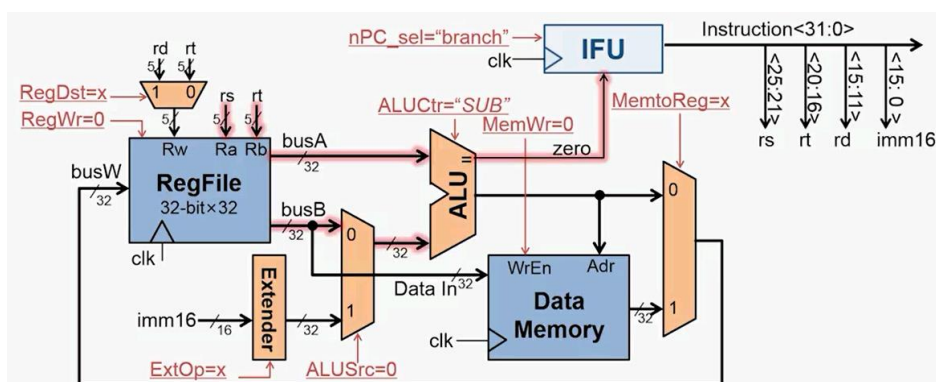 Instruction<31:0>
nPC_sel="branch"
IFU
clk
rd rt
5 5
RegDst=x
1 0
rs rt
<25:21>
<20:16>
<15:11>
<15: 0>
ALUCtr="SUB"
MemtoReg=x
RegWr=0
5 5 5
MemWr=0
rs rt rd imm16
Rw Ra Rb
busA
32
=
zero
busW
32
RegFile
32-bit×32
ALU
0
busB
32
0
32
clk
WrEn Adr
Data In
32
Extender
Data
Memory
imm16
16
32
1
32
1
clk
ExtOp=x
ALUSrc=0